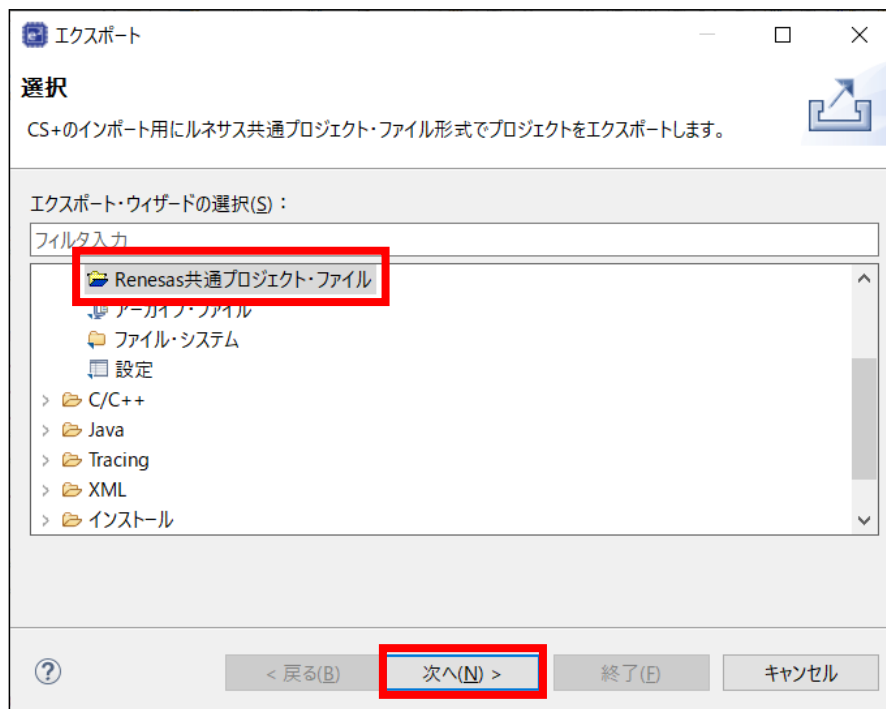 エクスポート
選択
CS+のインポート用にルネサス共通プロジェクト・ファイル形式でプロジェクトをエクスポートします。
エクスポート・ウィザードの選択(S)：
フィルタ入力
Renesas共通プロジェクト・ファイル
アーカイブ・ファイル
ファイル・システム
設定
C/C++
Java
Tracing
XML
インストール
< 戻る(B) 次へ(N) > 終了(F) キャンセル